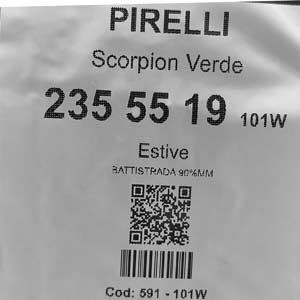 PIRELLI
Scorpion Verde
235 55 19 101W
Estive
BATTISTRADA 90%MM
Cod: 591 - 101W